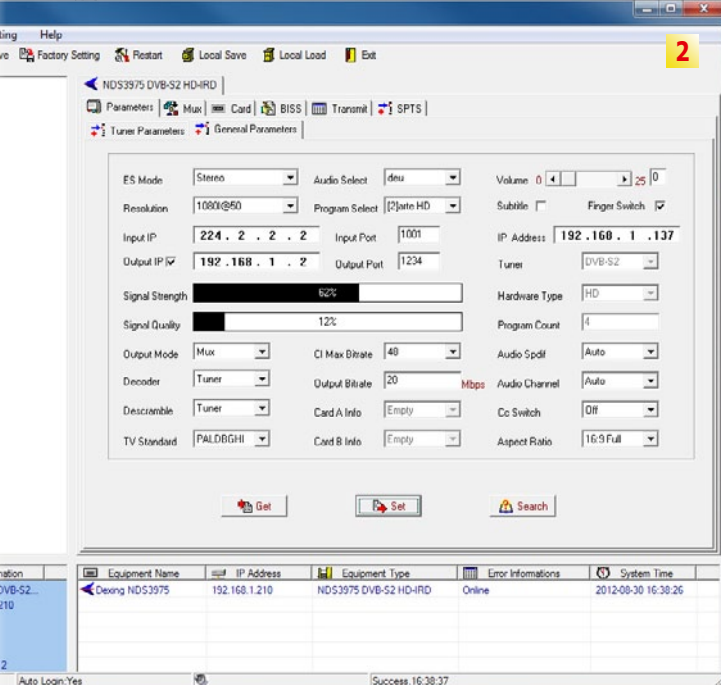 ting Help
ve Factory Setting Restart Local Save Local Load Exit
2
NDS3975 DVB-S2 HD-IRD
Parameters Mux Card BISS Transmit SPTS
Tuner Parameters General Parameters
ES Mode Stereo Audio Select deu Volume 0 25 0
Resolution 1080I@50 Program Select [2]arte HD Subtitle Finger Switch
Input IP 224 . 2 . 2 . 2 Input Port 1001 IP Address 192 .168 . 1 .137
Output IP 192 .168 . 1 . 2 Output Port 1234 Tuner DVB-S2
Signal Strength 62% Hardware Type HD
Signal Quality 12% Program Count 4
Output Mode Mux CI Max Bitrate 48 Audio Spdif Auto
Decoder Tuner Output Bitrate 20 Mbps Audio Channel Auto
Descramble Tuner Card A Info Empty Cc Switch Off
TV Standard PALDBGHI Card B Info Empty Aspect Ratio 16:9 Full
Get Set Search
mation Equipment Name IP Address Equipment Type Error Informations System Time
DVB-S2... Dexing NDS3975 192.168.1.210 NDS3975 DVB-S2 HD-IRD Online 2012-08-30 16:38:26
210
2
Auto Login:Yes Success.16:38:37